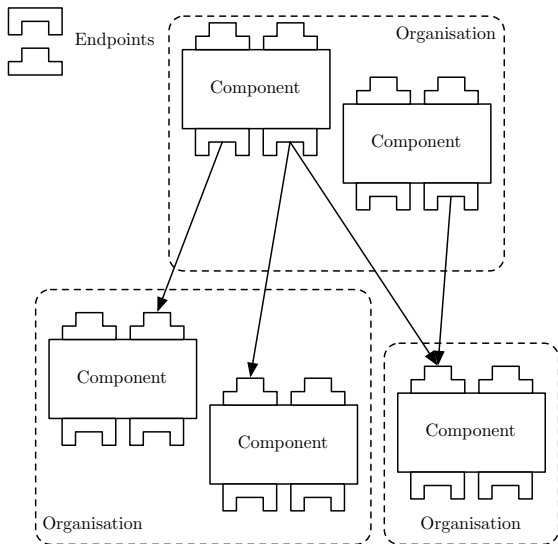 Endpoints
Organisation
Component
Component
Component
Component
Component
Organisation
Organisation